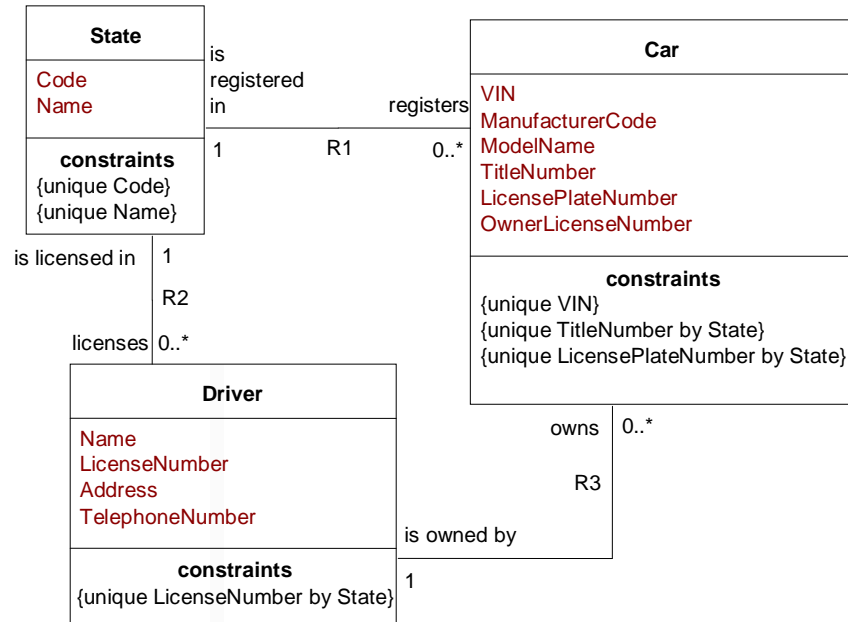 State
Code
Name
constraints
{unique Code}
{unique Name}
is
registered
in
registers
1
R1
0..*
Car
VIN
ManufacturerCode
ModelName
TitleNumber
LicensePlateNumber
OwnerLicenseNumber
constraints
{unique VIN}
{unique TitleNumber by State}
{unique LicensePlateNumber by State}
is licensed in
1
R2
licenses
0..*
Driver
Name
LicenseNumber
Address
TelephoneNumber
constraints
{unique LicenseNumber by State}
owns
0..*
R3
is owned by
1